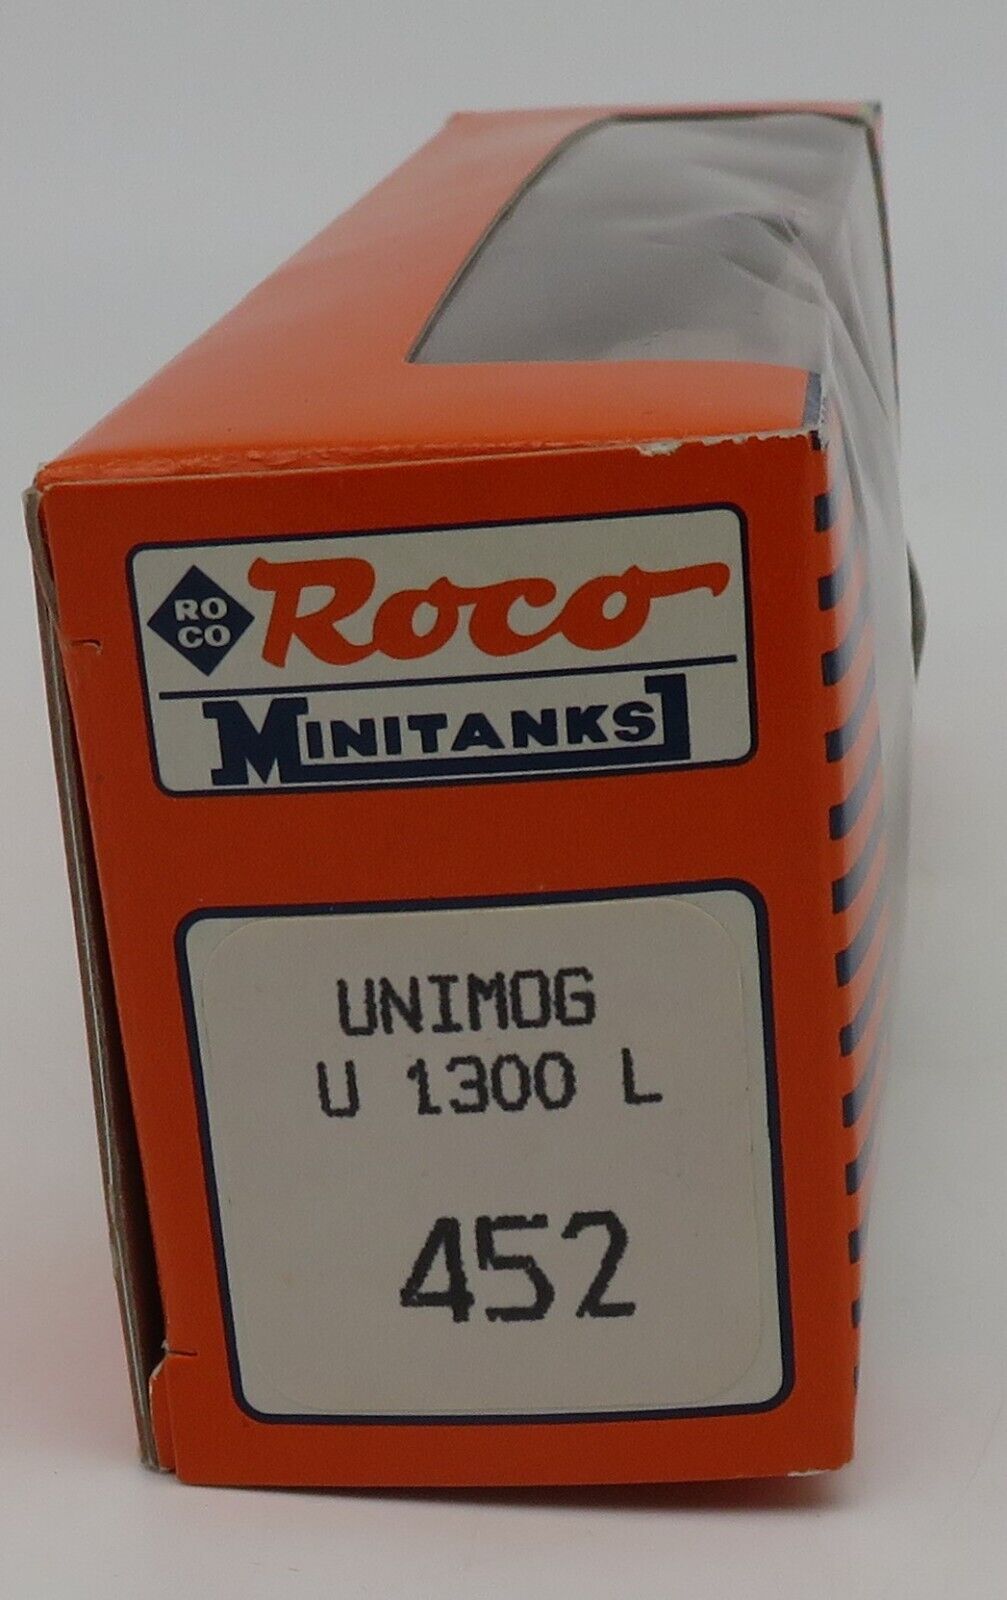 RO
CO
Roco
MINITANKS
UNIMOG
U 1300 L
452